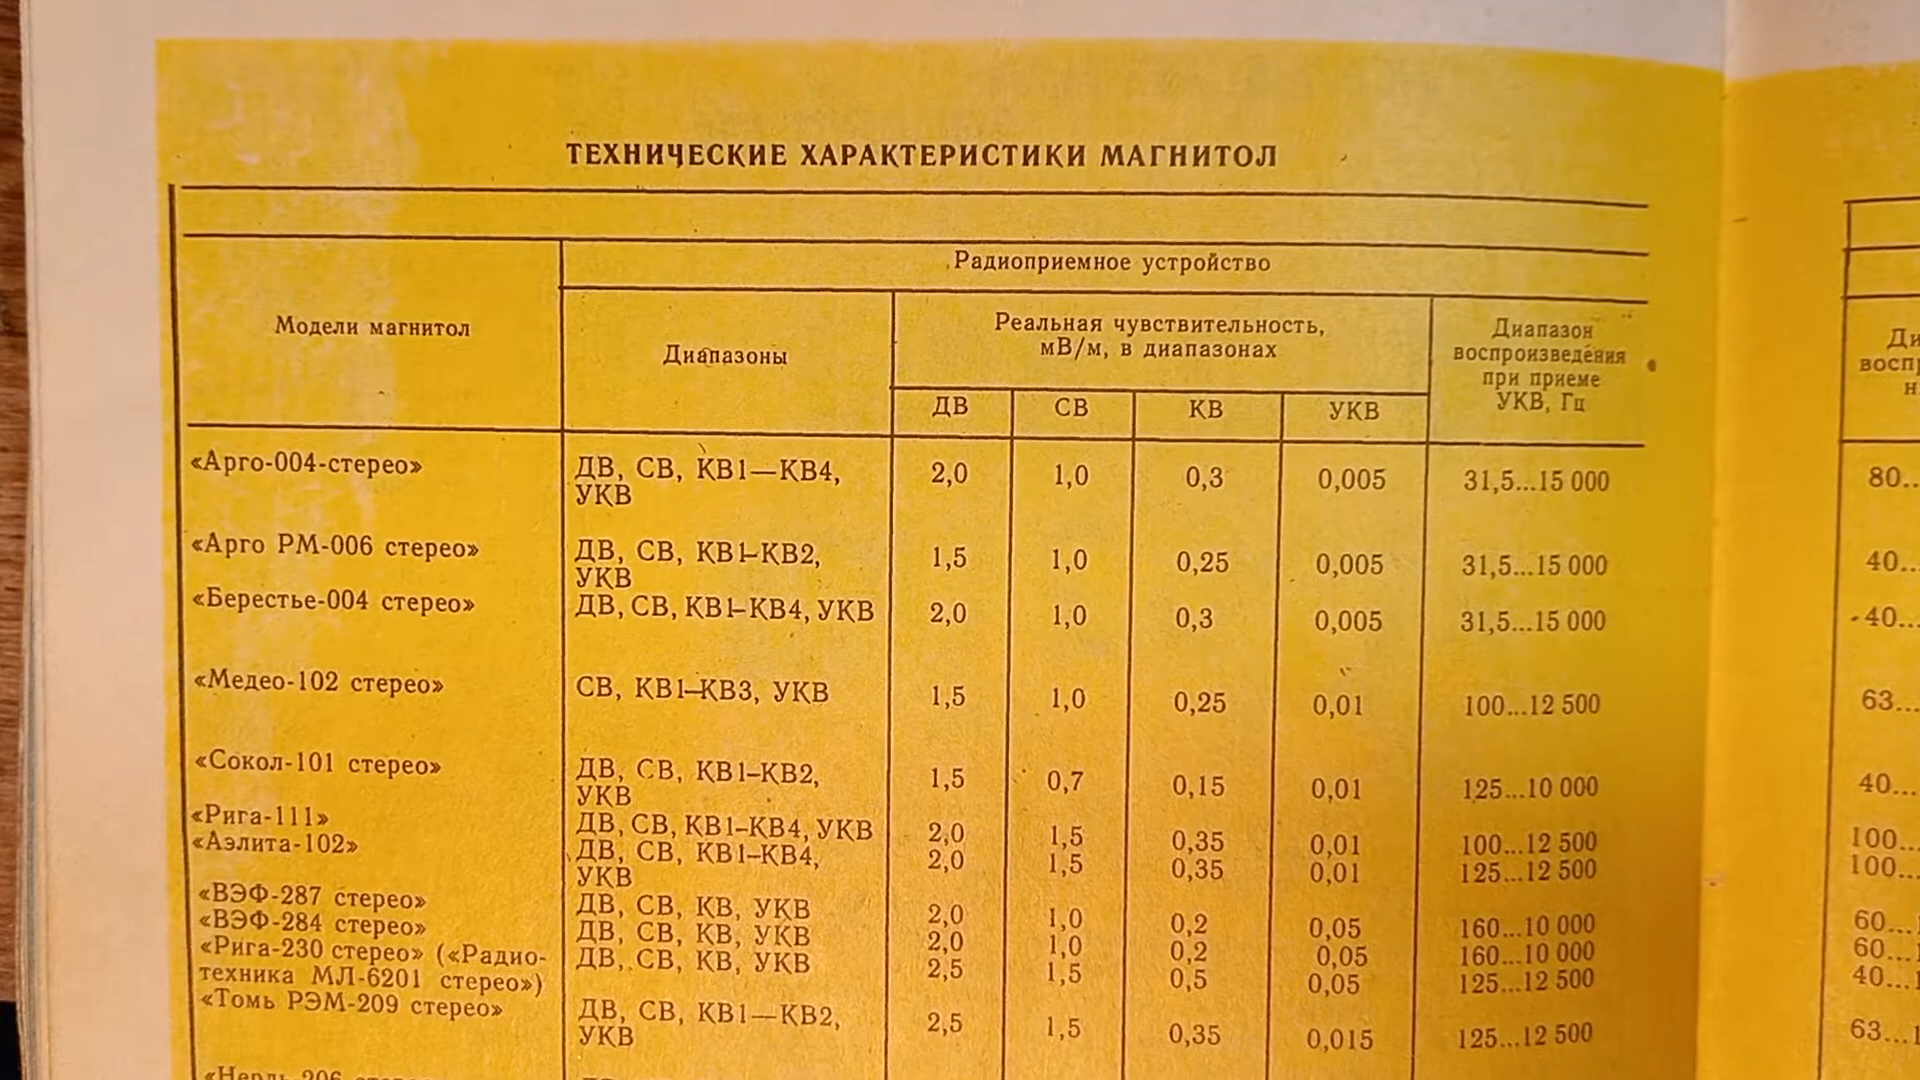 ТЕХНИЧЕСКИЕ ХАРАКТЕРИСТИКИ МАГНИТОЛ
Радиоприемное устройство
Модели магнитол
Диапазоны
Реальная чувствительность,
мВ/м, в диапазонах
Диапазон
воспроизведения
при приеме
УКВ, Гц
ДВ СВ КВ УКВ
«Арго-004-стерео» ДВ, СВ, КВ1—КВ4, 2,0 1,0 0,3 0,005 31,5...15 000 80..
УКВ
«Арго РМ-006 стерео» ДВ, СВ, КВ1–КВ2, 1,5 1,0 0,25 0,005 31,5...15 000 40...
УКВ
«Берестье-004 стерео» ДВ, СВ, КВ1–КВ4, УКВ 2,0 1,0 0,3 0,005 31,5...15 000 40...
«Медео-102 стерео» СВ, КВ1–КВ3, УКВ 1,5 1,0 0,25 0,01 100...12 500 63...
«Сокол-101 стерео» ДВ, СВ, КВ1–КВ2, 1,5 0,7 0,15 0,01 125...10 000 40...
УКВ
«Рига-111» ДВ, СВ, КВ1–КВ4, УКВ 2,0 1,5 0,35 0,01 100...12 500 100...
«Аэлита-102» ДВ, СВ, КВ1–КВ4, 2,0 1,5 0,35 0,01 125...12 500 100...
УКВ
«ВЭФ-287 стерео» ДВ, СВ, КВ, УКВ 2,0 1,0 0,2 0,05 160...10 000 60...
«ВЭФ-284 стерео» ДВ, СВ, КВ, УКВ 2,0 1,0 0,2 0,05 160...10 000 60...
«Рига-230 стерео» («Радио- ДВ, СВ, КВ, УКВ 2,5 1,5 0,5 0,05 125...12 500 40...
техника МЛ-6201 стерео»)
«Томь РЭМ-209 стерео» ДВ, СВ, КВ1—КВ2, 2,5 1,5 0,35 0,015 125...12 500 63...
УКВ